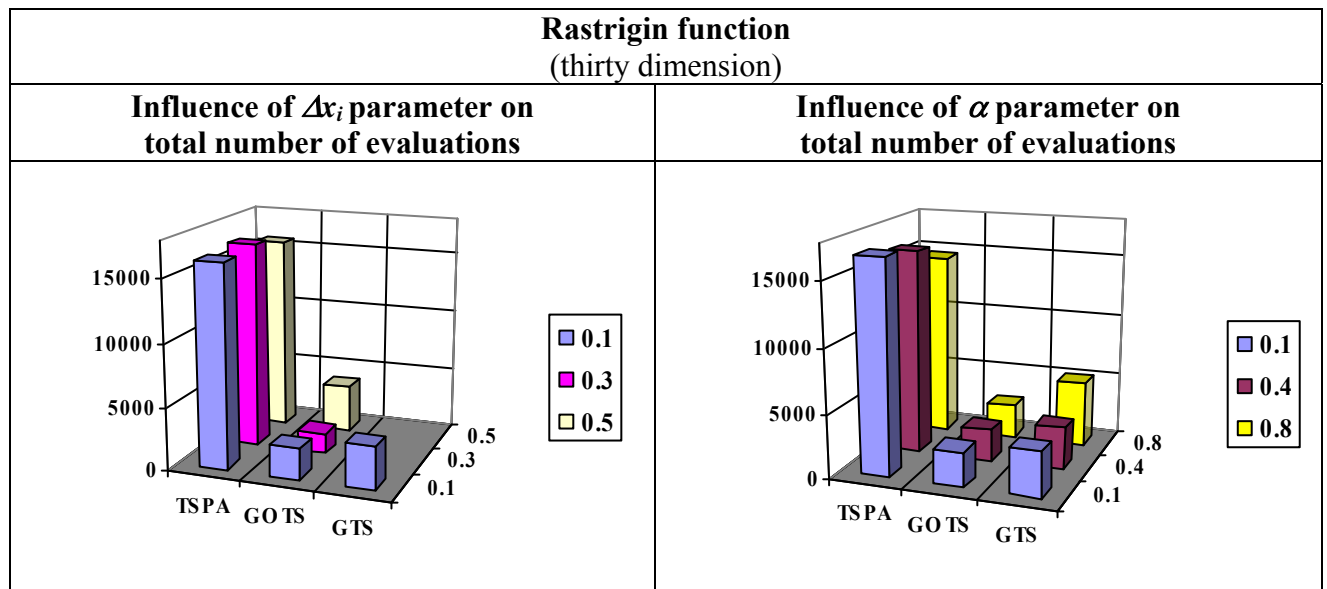 Rastrigin function
(thirty dimension)
Influence of Δxi parameter on
total number of evaluations
Influence of α parameter on
total number of evaluations
15000
10000
5000
0
TSPA
GOTS
GTS
0.5
0.3
0.1
0.1
0.3
0.5
15000
10000
5000
0
TSPA
GOTS
GTS
0.8
0.4
0.1
0.1
0.4
0.8